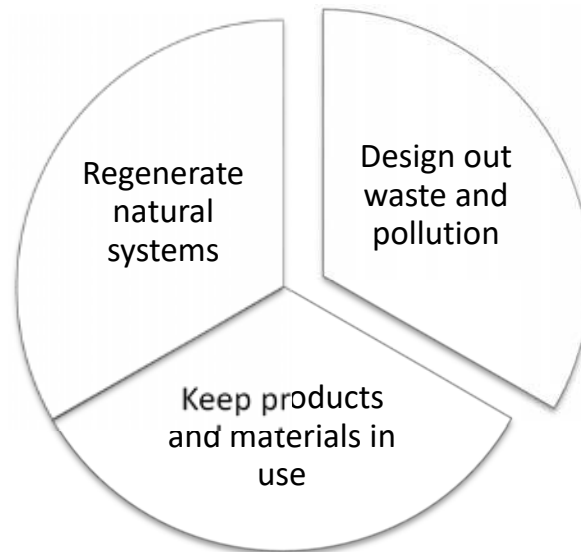 Regenerate
natural
systems
Design out
waste and
pollution
Keep products
and materials in
use